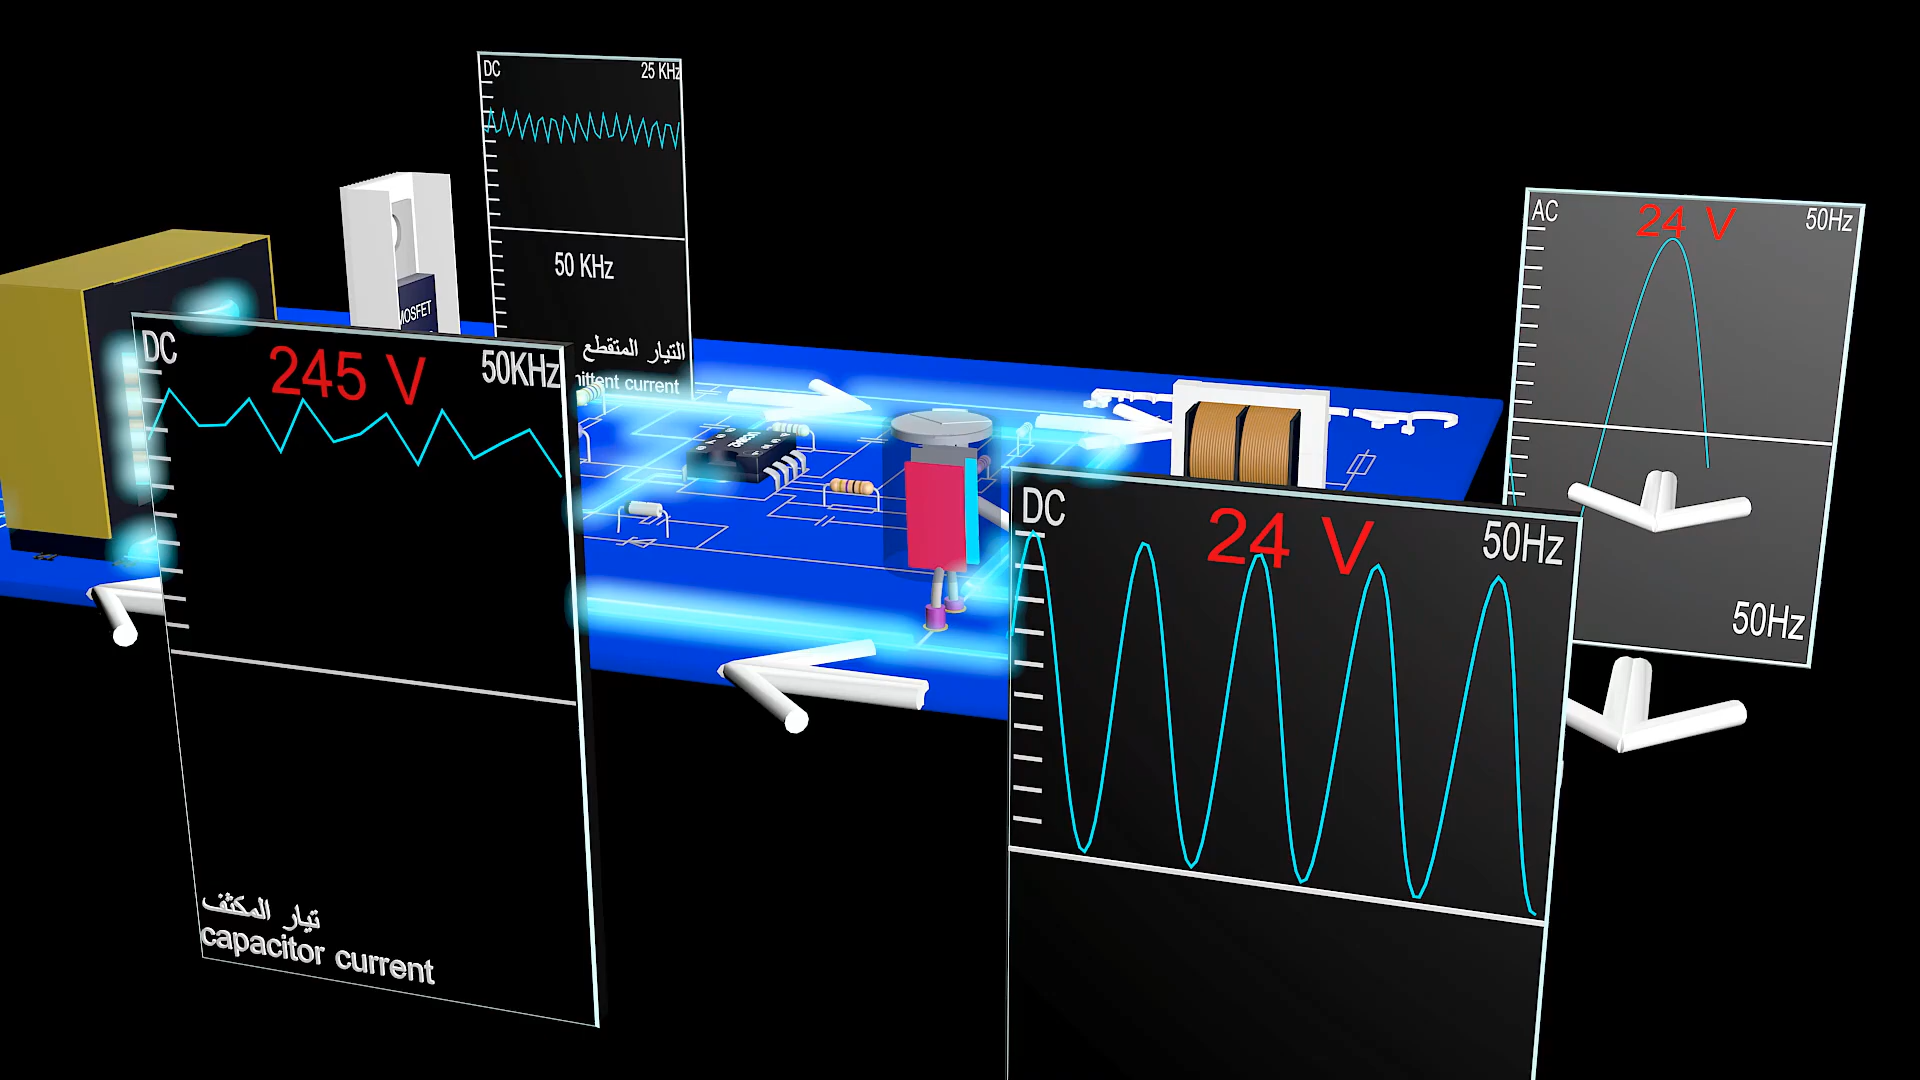 DC 25 KHz
50 KHz
التيار المتقطع
current
MOSFET
DC 245 V 50KHz
تيار المكثف
capacitor current
DC 24 V 50Hz
AC 24 V 50Hz
50Hz